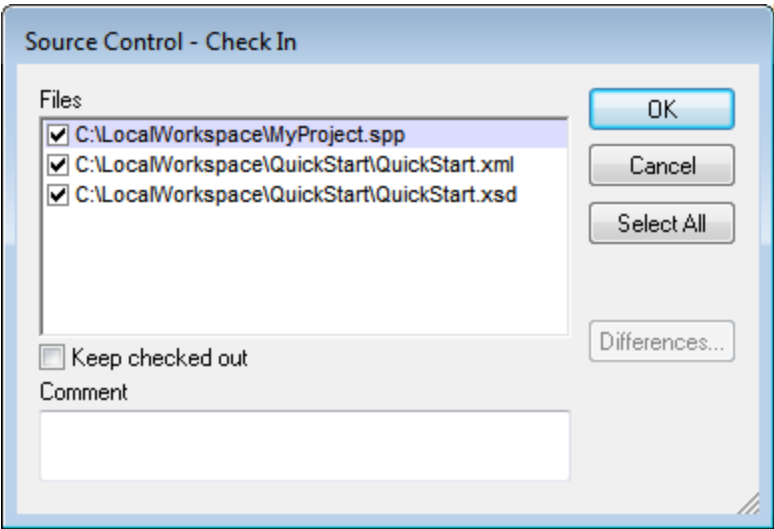 Source Control - Check In
Files
C:\LocalWorkspace\MyProject.spp
C:\LocalWorkspace\QuickStart\QuickStart.xml
C:\LocalWorkspace\QuickStart\QuickStart.xsd
OK
Cancel
Select All
Differences...
Keep checked out
Comment